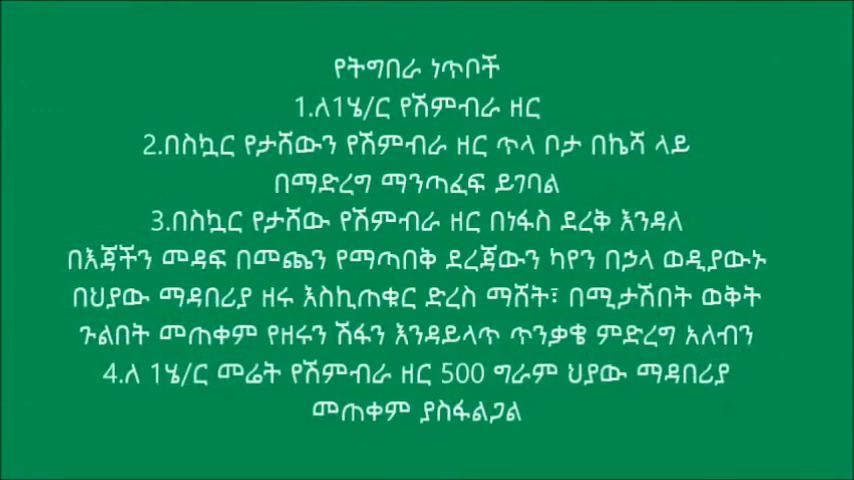 የትግበራ ነጥቦች
1.ለ1ሄ/ር የሽምብራ ዘር
2.በስኳር የታሸውን የሽምብራ ዘር ጥላ ቦታ በኬሻ ላይ
በማድረግ ማንጣፈፍ ይገባል
3.በስኳር የታሸው የሽምብራ ዘር በነፋስ ደረቅ እንዳለ
በእጃችን መዳፍ በመጨን የማጣበቅ ደረጃውን ካየን በኃላ ወዲያውኑ
በህያው ማዳበሪያ ዘሩ እስኪጠቁር ድረስ ማሸት፣ በሚታሽበት ወቅት
ጉልበት መጠቀም የዘሩን ሽፋን እንዳይላጥ ጥንቃቄ ምድረግ አለብን
4.ለ 1ሄ/ር መሬት የሽምብራ ዘር 500 ግራም ህያው ማዳበሪያ
መጠቀም ያስፋልጋል